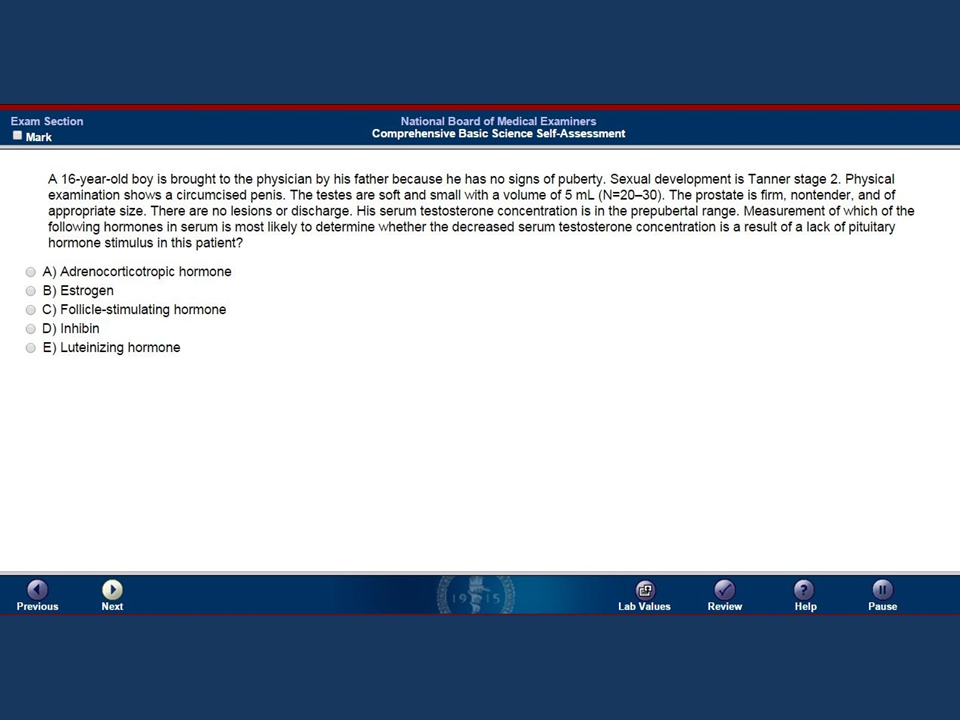 Exam Section
Mark
National Board of Medical Examiners
Comprehensive Basic Science Self-Assessment
A 16-year-old boy is brought to the physician by his father because he has no signs of puberty. Sexual development is Tanner stage 2. Physical
examination shows a circumcised penis. The testes are soft and small with a volume of 5 mL (N=20–30). The prostate is firm, nontender, and of
appropriate size. There are no lesions or discharge. His serum testosterone concentration is in the prepubertal range. Measurement of which of the
following hormones in serum is most likely to determine whether the decreased serum testosterone concentration is a result of a lack of pituitary
hormone stimulus in this patient?
A) Adrenocorticotropic hormone
B) Estrogen
C) Follicle-stimulating hormone
D) Inhibin
E) Luteinizing hormone
Previous
Next
19 15
Lab Values
Review
Help
Pause